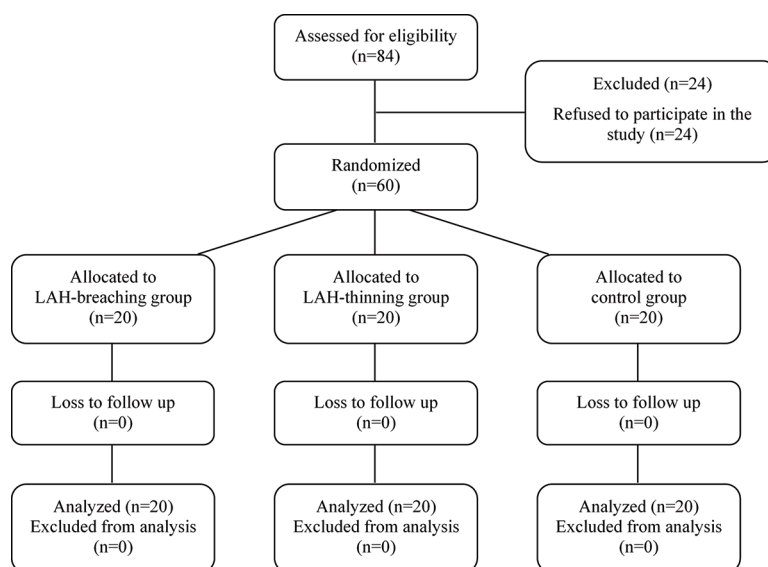 Assessed for eligibility
(n=84)
Excluded (n=24)
Refused to participate in the
study (n=24)
Randomized
(n=60)
Allocated to
LAH-breaching group
(n=20)
Allocated to
LAH-thinning group
(n=20)
Allocated to
control group
(n=20)
Loss to follow up
(n=0)
Loss to follow up
(n=0)
Loss to follow up
(n=0)
Analyzed (n=20)
Excluded from analysis
(n=0)
Analyzed (n=20)
Excluded from analysis
(n=0)
Analyzed (n=20)
Excluded from analysis
(n=0)